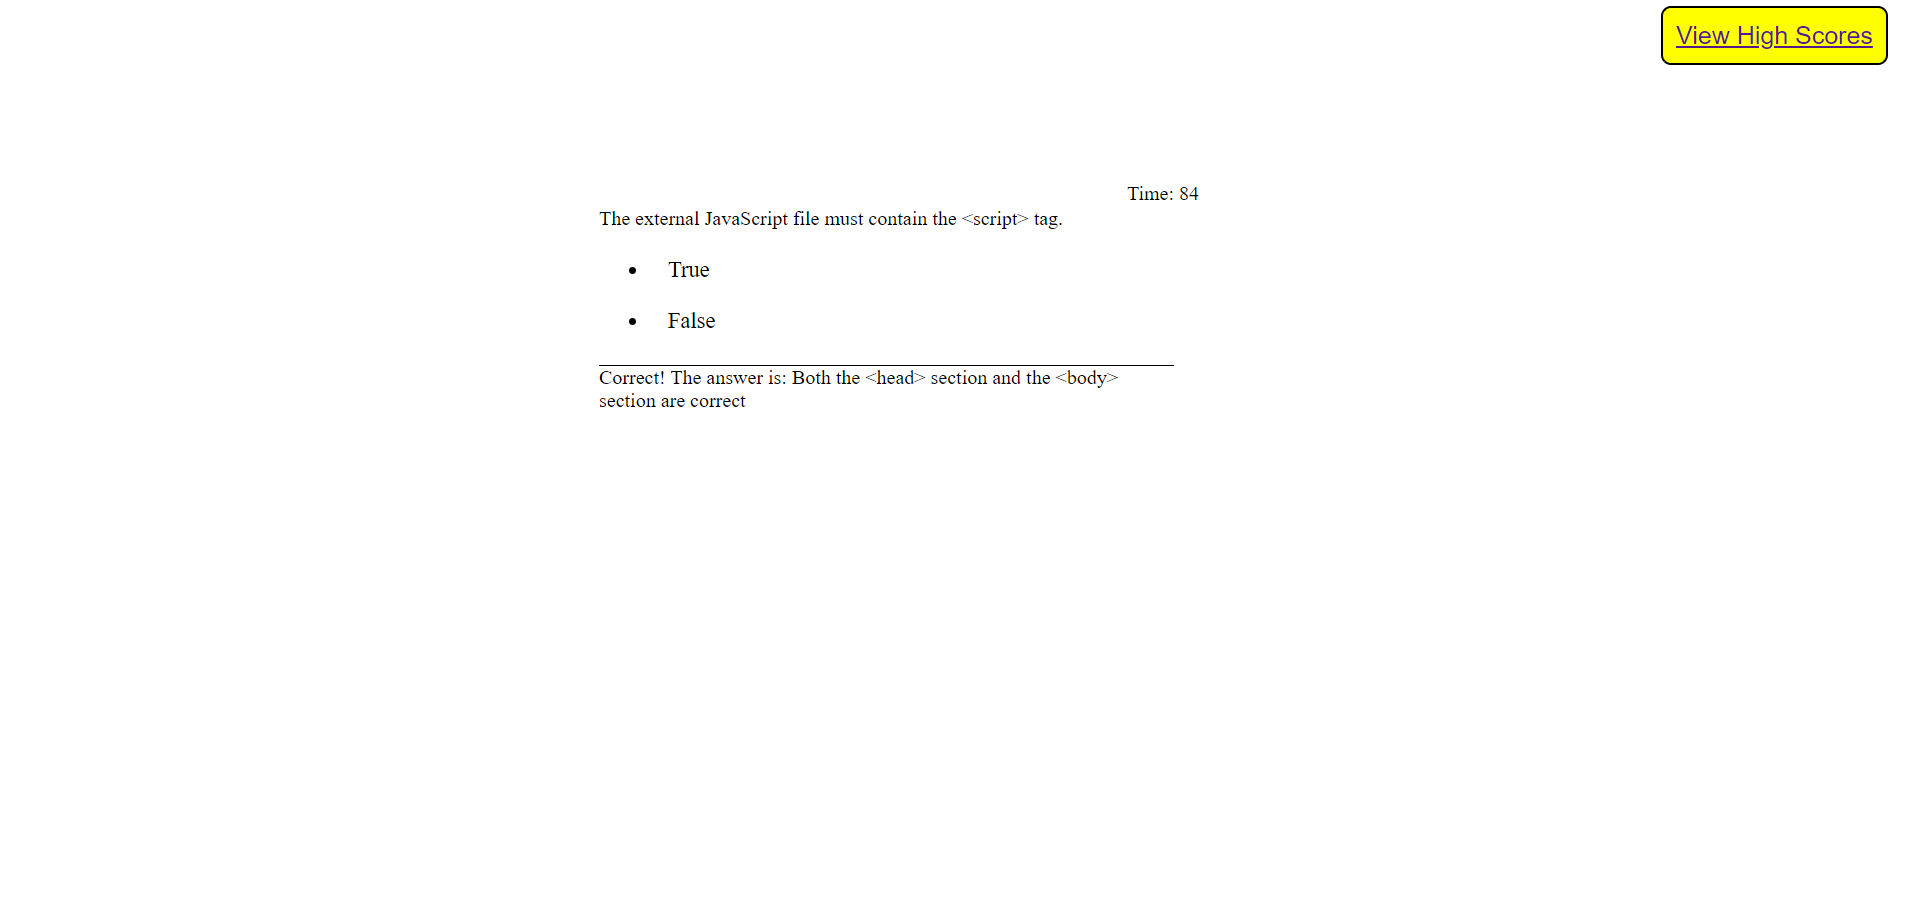 View High Scores
Time: 84
The external JavaScript file must contain the <script> tag.
True
False
Correct! The answer is: Both the <head> section and the <body>
section are correct